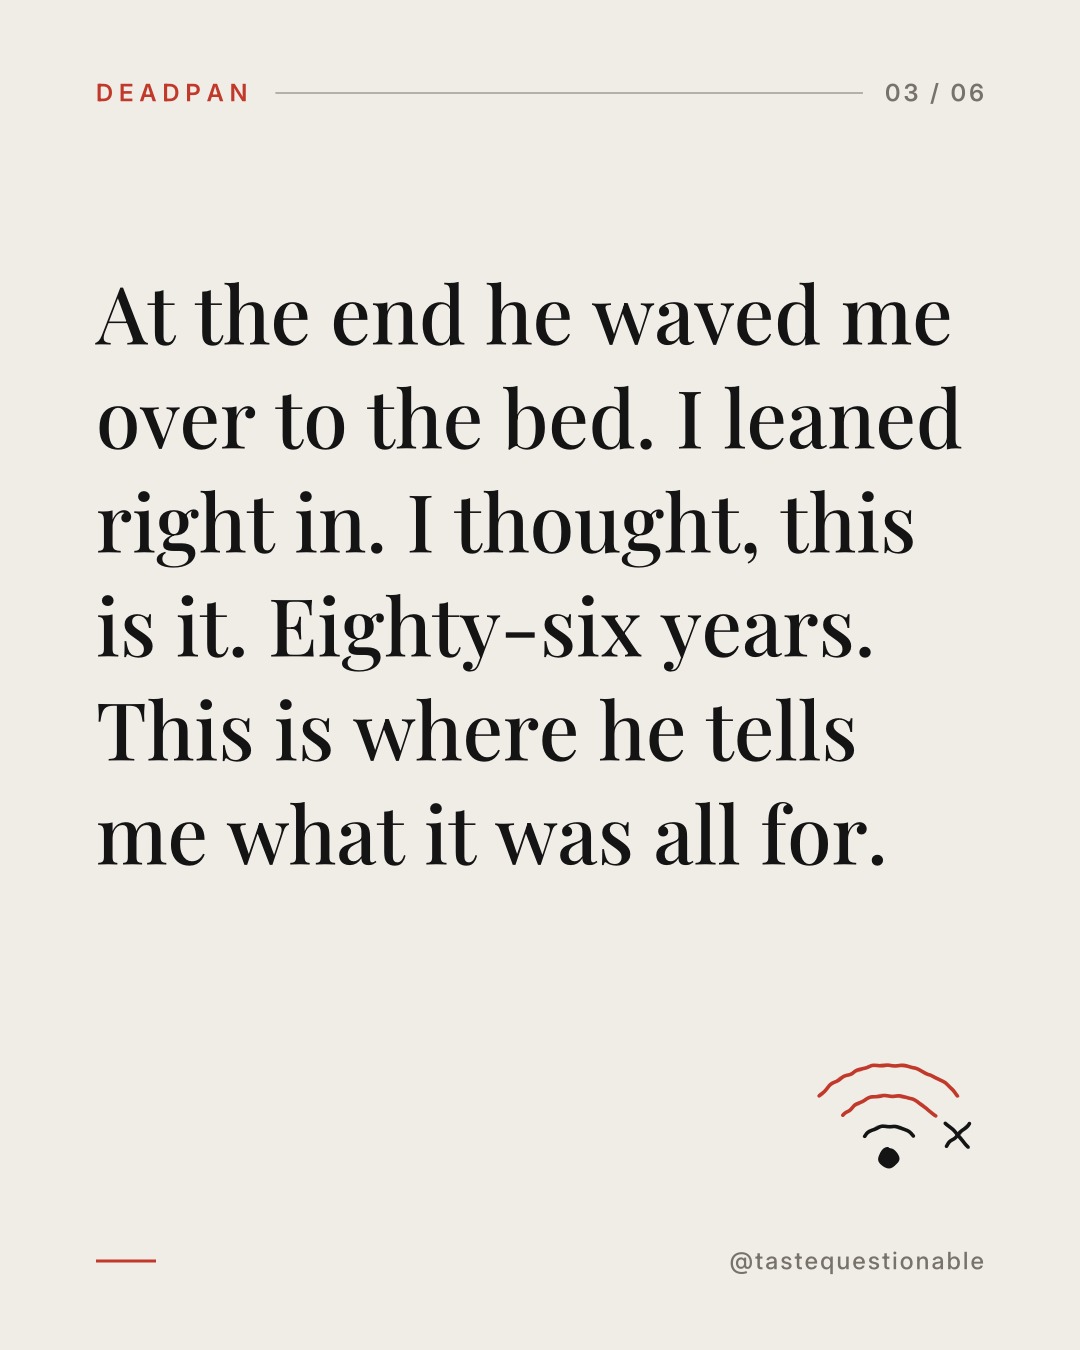 DEADPAN 03 / 06
At the end he waved me
over to the bed. I leaned
right in. I thought, this
is it. Eighty-six years.
This is where he tells
me what it was all for.
@tastequestionable